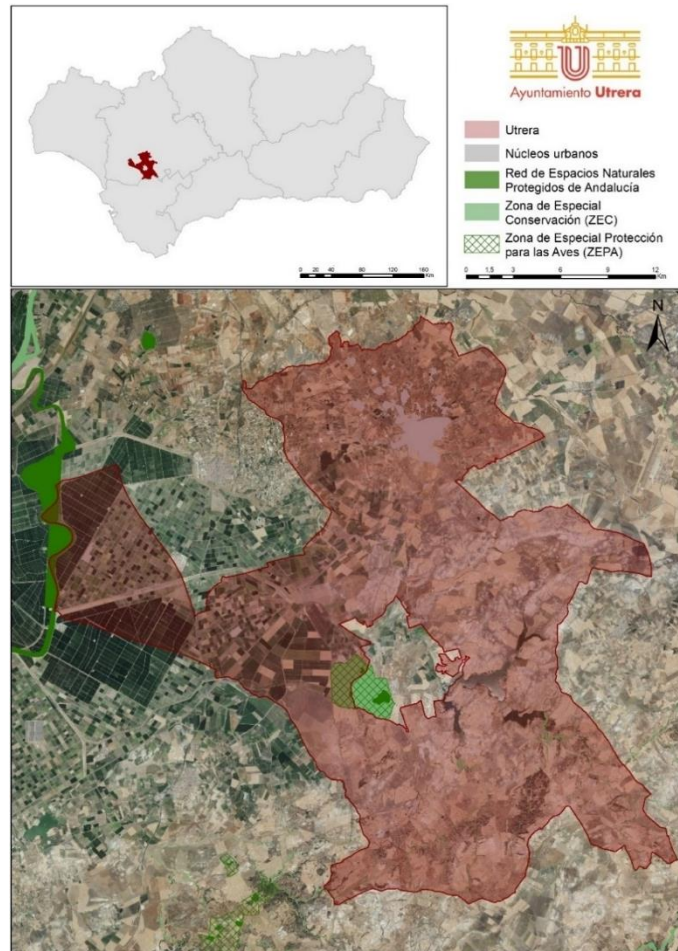 Ayuntamiento Utrera
Utrera
Núcleos urbanos
Red de Espacios Naturales
Protegidos de Andalucía
Zona de Especial
Conservación (ZEC)
Zona de Especial Protección
para las Aves (ZEPA)
0 20 40 80 120 160
Km
0 1,5 3 6 9 12
Km
N